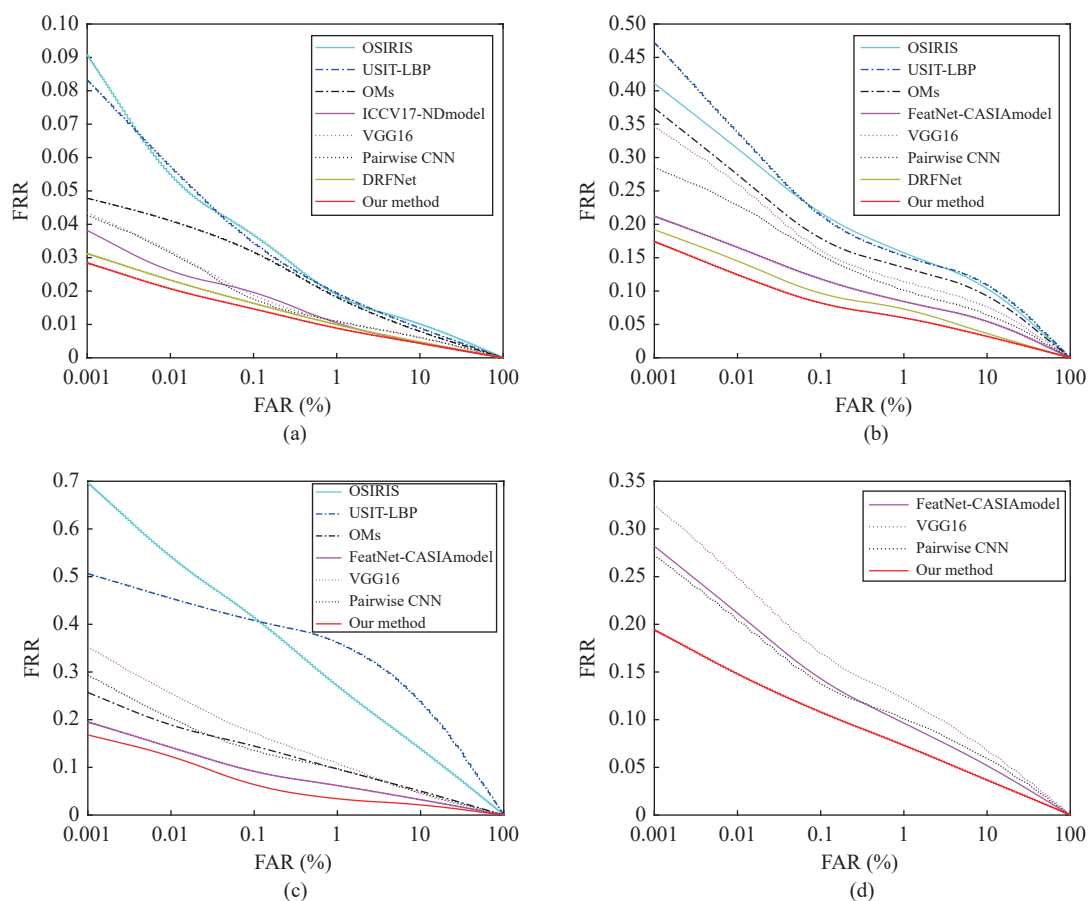 0.10
0.09
0.08
0.07
0.06
0.05
0.04
0.03
0.02
0.01
0
FRR
OSIRIS
USIT-LBP
OMs
ICCV17-NDmodel
VGG16
Pairwise CNN
DRFNet
Our method
0.001 0.01 0.1 1 10 100
FAR (%)
(a)
0.50
0.45
0.40
0.35
0.30
0.25
0.20
0.15
0.10
0.05
0
FRR
OSIRIS
USIT-LBP
OMs
FeatNet-CASIAmodel
VGG16
Pairwise CNN
DRFNet
Our method
0.001 0.01 0.1 1 10 100
FAR (%)
(b)
0.7
0.6
0.5
0.4
0.3
0.2
0.1
0
FRR
OSIRIS
USIT-LBP
OMs
FeatNet-CASIAmodel
VGG16
Pairwise CNN
Our method
0.001 0.01 0.1 1 10 100
FAR (%)
(c)
0.35
0.30
0.25
0.20
0.15
0.10
0.05
0
FRR
FeatNet-CASIAmodel
VGG16
Pairwise CNN
Our method
0.001 0.01 0.1 1 10 100
FAR (%)
(d)